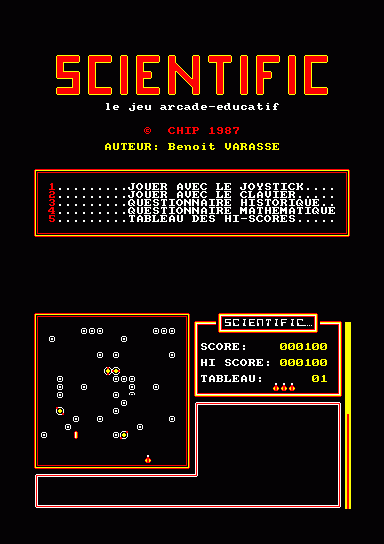 SCIENTIFIC
le jeu arcade-educatif
© CHIP 1987
AUTEUR: Benoit VARASSE
1.........JOUER AVEC LE JOYSTICK....
2.........JOUER AVEC LE CLAVIER.....
3.........QUESTIONNAIRE HISTORIQUE..
4.........QUESTIONNAIRE MATHEMATIQUE
5.........TABLEAU DES HI-SCORES.....
SCIENTIFIC...
SCORE: 000100
HI SCORE: 000100
TABLEAU: 01